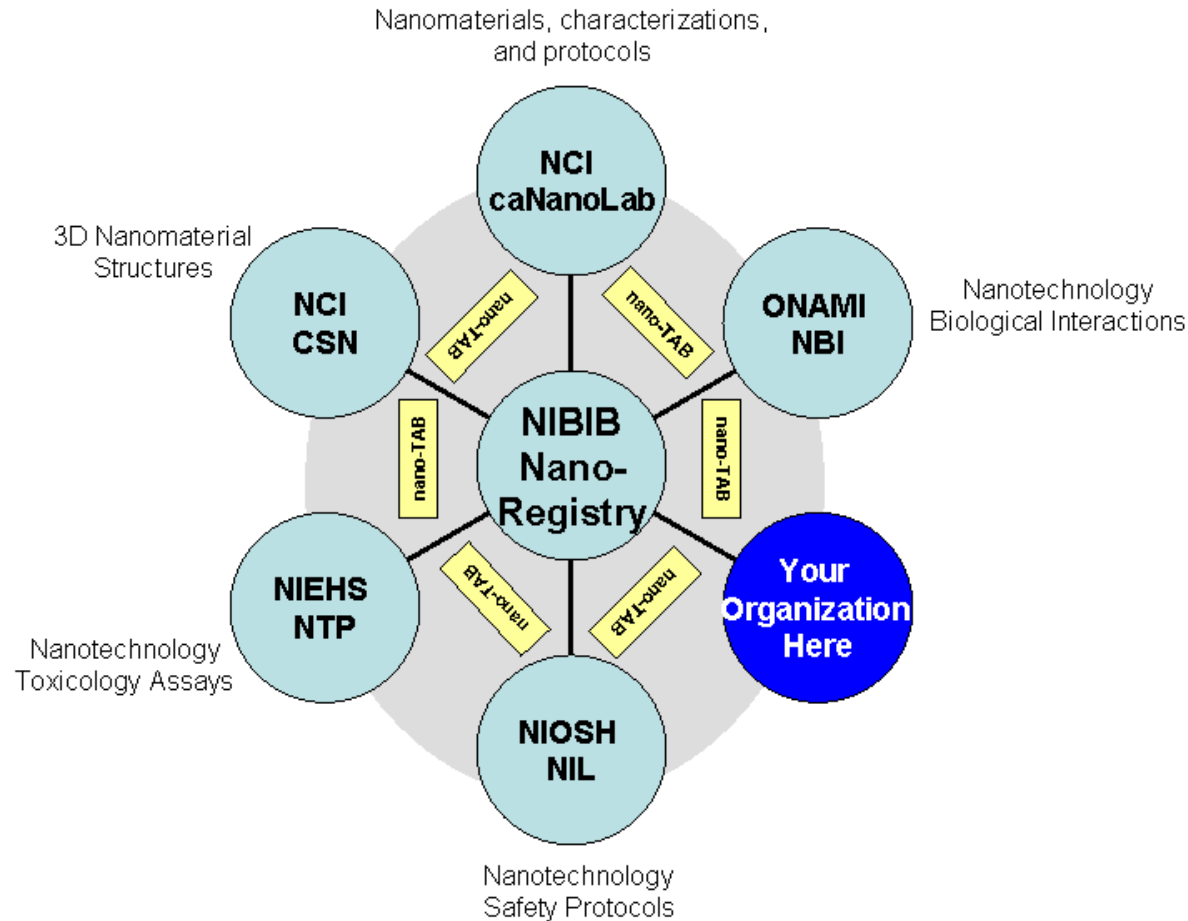 Nanomaterials, characterizations,
and protocols
NCI
caNanoLab
3D Nanomaterial
Structures
NCI
CSN
nano-TAB
nano-TAB
ONAMI
NBI
Nanotechnology
Biological Interactions
nano-TAB
NIBIB
Nano-
Registry
nano-TAB
NIEHS
NTP
Nanotechnology
Toxicology Assays
nano-TAB
nano-TAB
Your
Organization
Here
NIOSH
NIL
Nanotechnology
Safety Protocols